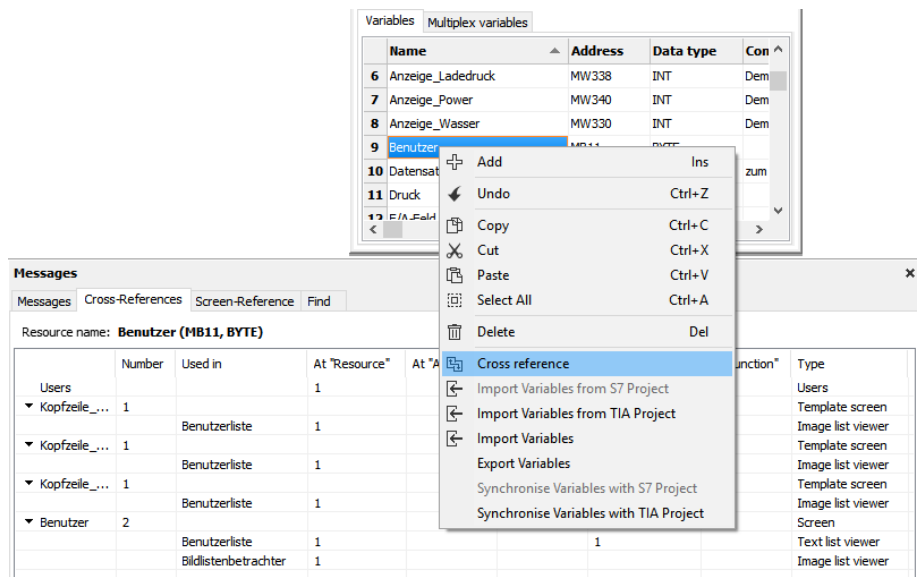 Variables Multiplex variables
Name Address Data type Con
6 Anzeige_Ladedruck MW338 INT Dem
7 Anzeige_Power MW340 INT Dem
8 Anzeige_Wasser MW330 INT Dem
9 Benutzer MB11 BYTE
10 Datensat zum
11 Druck
12 E/A-Feld
Add Ins
Undo Ctrl+Z
Copy Ctrl+C
Cut Ctrl+X
Paste Ctrl+V
Select All Ctrl+A
Delete Del
Cross reference
Import Variables from S7 Project
Import Variables from TIA Project
Import Variables
Export Variables
Synchronise Variables with S7 Project
Synchronise Variables with TIA Project
Messages
Messages Cross-References Screen-Reference Find
Resource name: Benutzer (MB11, BYTE)
Number Used in At "Resource" At "A unction" Type
Users 1 Users
Kopfzeile_... 1 Template screen
Benutzerliste 1 Image list viewer
Kopfzeile_... 1 Template screen
Benutzerliste 1 Image list viewer
Kopfzeile_... 1 Template screen
Benutzerliste 1 Image list viewer
Benutzer 2 Screen
Benutzerliste 1 1 Text list viewer
Bildlistenbetrachter 1 Image list viewer